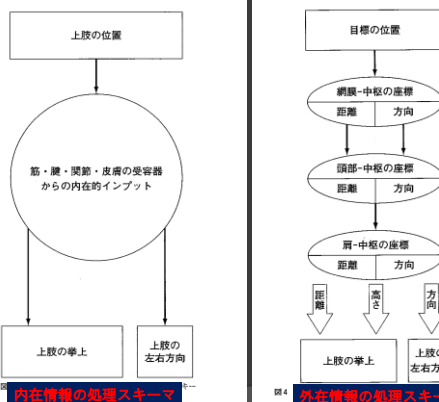 上肢の位置
筋・腱・関節・皮膚の受容器
からの内在的インプット
上肢の挙上
上肢の
左右方向
図
キー
内在情報の処理スキーマ
目標の位置
網膜-中枢の座標
距離
方向
頭部-中枢の座標
距離
方向
肩-中枢の座標
距離
方向
距離
高さ
方向
上肢の挙上
上肢の
左右方
図4
外在情報の処理スキー